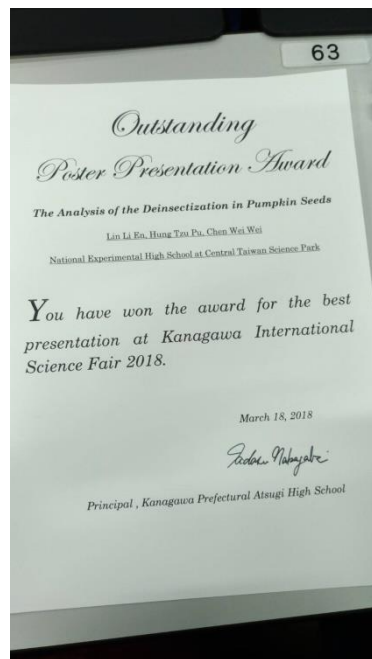 63
Outstanding
Poster Presentation Award
The Analysis of the Deinsectization in Pumpkin Seeds
Lin Li En, Hung Tzu Pu, Chen Wei Wei
National Experimental High School at Central Taiwan Science Park
You have won the award for the best
presentation at Kanagawa International
Science Fair 2018.
March 18, 2018
Principal , Kanagawa Prefectural Atsugi High School